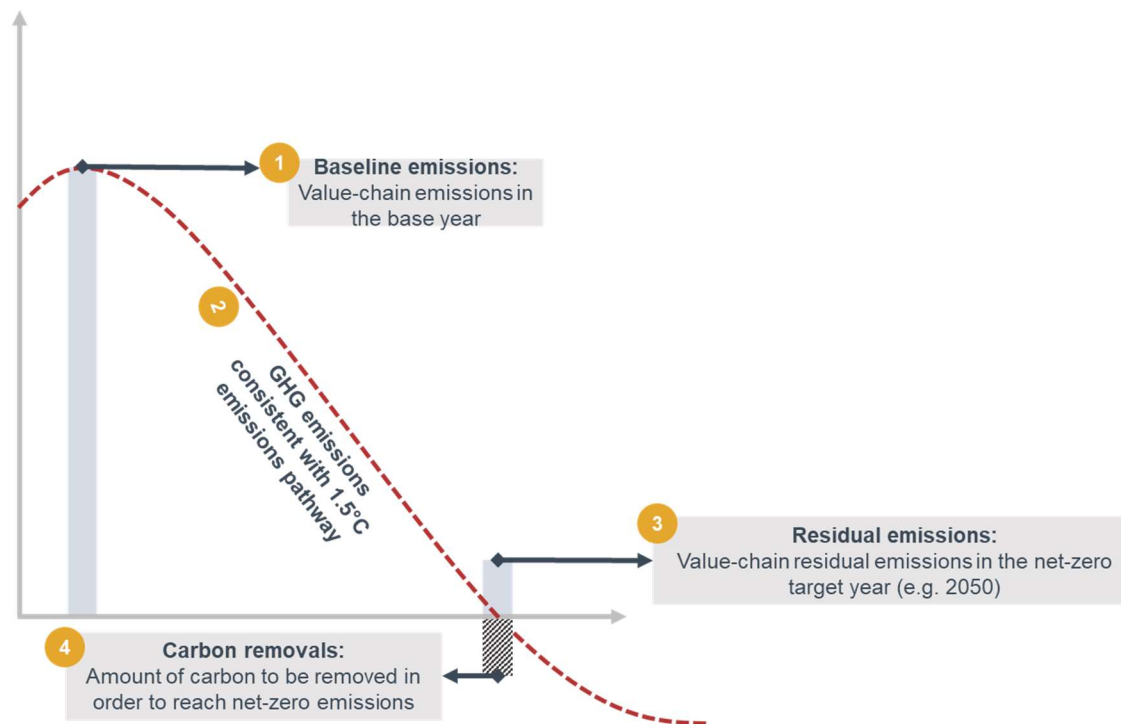 1
Baseline emissions:
Value-chain emissions in
the base year
2
GHG emissions
consistent with 1.5°C
emissions pathway
3
Residual emissions:
Value-chain residual emissions in the net-zero
target year (e.g. 2050)
4
Carbon removals:
Amount of carbon to be removed in
order to reach net-zero emissions